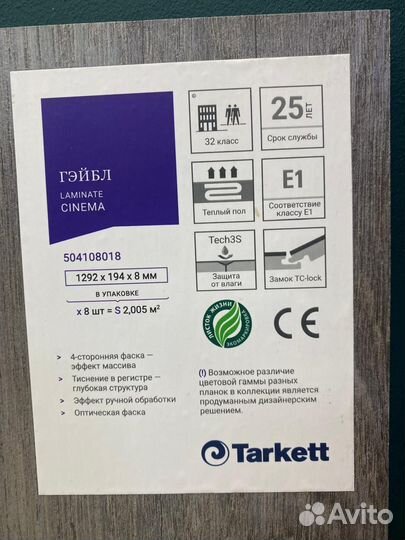 ГЭЙБЛ
LAMINATE
CINEMA
504108018
1292 x 194 x 8 мм
В УПАКОВКЕ
x 8 шт = S 2,005 м²
32 класс
25 ЛЕТ
Срок службы
Теплый пол
E1
Соответствие
классу E1
Tech3S
Защита
от влаги
Замок TC-lock
ЛИСТОК ЖИЗНИ
CE
> 4-сторонняя фаска —
эффект массива
> Тиснение в регистре —
глубокая структура
> Эффект ручной обработки
> Оптическая фаска
(!) Возможное различие
цветовой гаммы разных
планок в коллекции является
продуманным дизайнерским
решением.
Tarkett
Avito